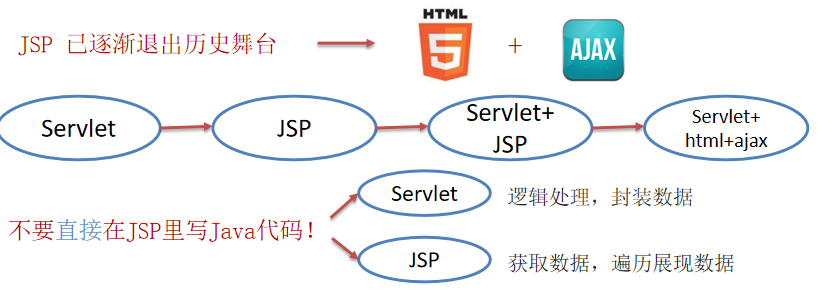 HTML
JSP 已逐渐退出历史舞台
5
+
AJAX
Servlet
JSP
Servlet+
JSP
Servlet+
html+ajax
不要直接在JSP里写Java代码！
Servlet
逻辑处理，封装数据
JSP
获取数据，遍历展现数据